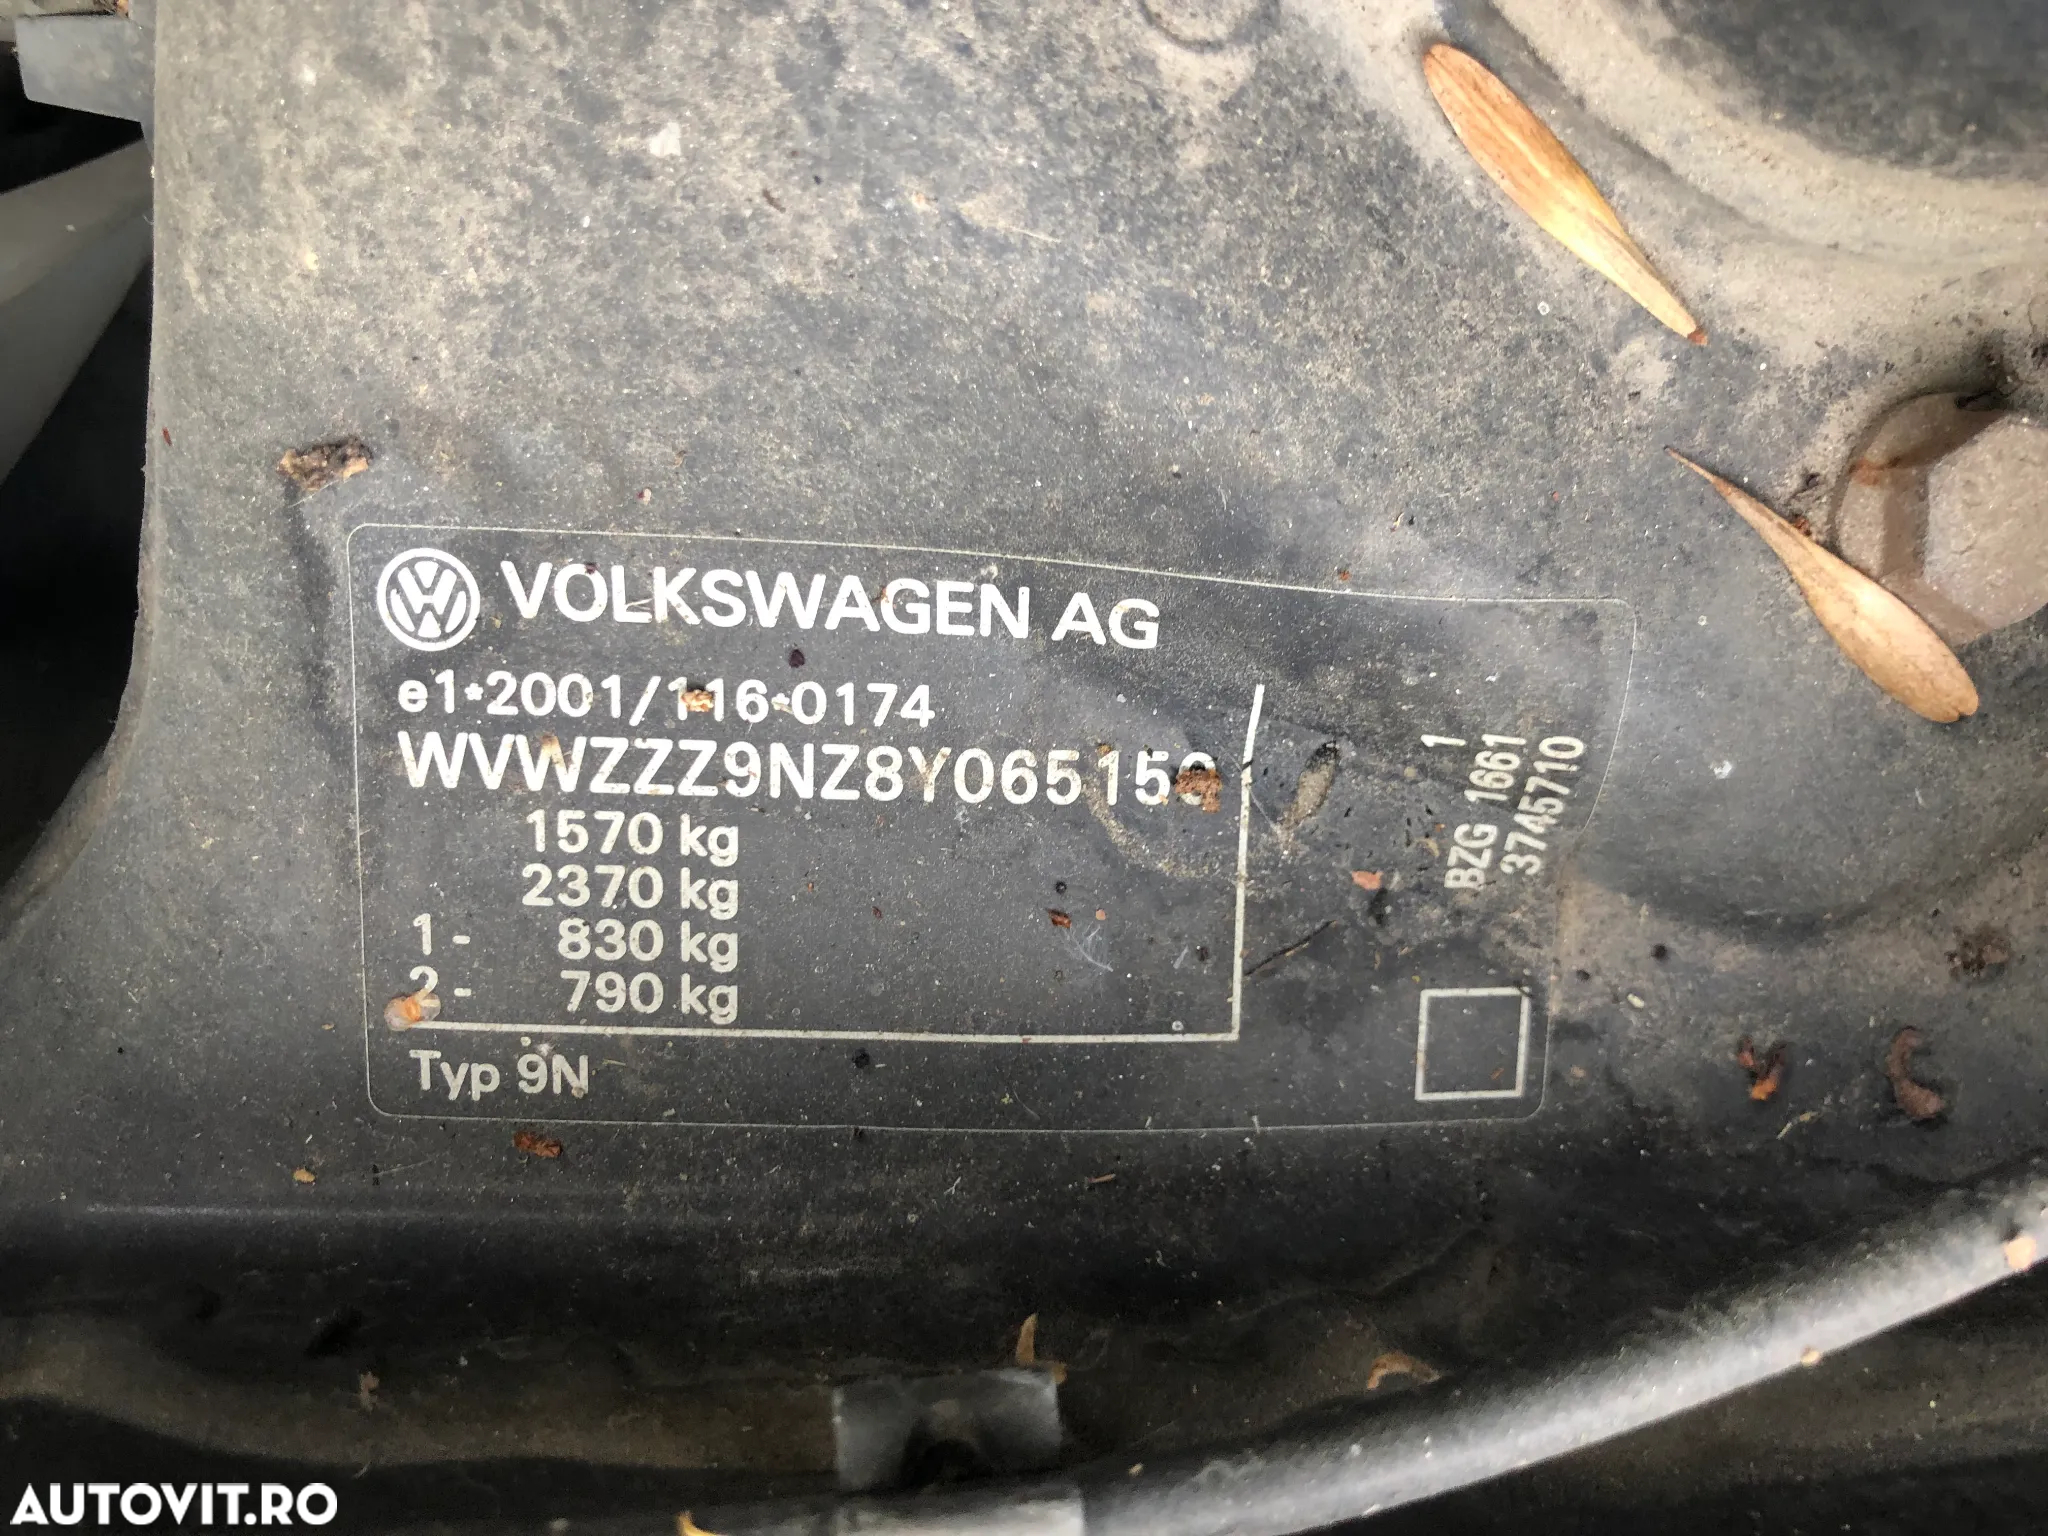 VOLKSWAGEN AG
e1*2001/116*0174
1570 kg
2370 kg
1 - 830 kg
2 - 790 kg
Typ 9N
1
BZG 1661
3745710
AUTOVIT.RO